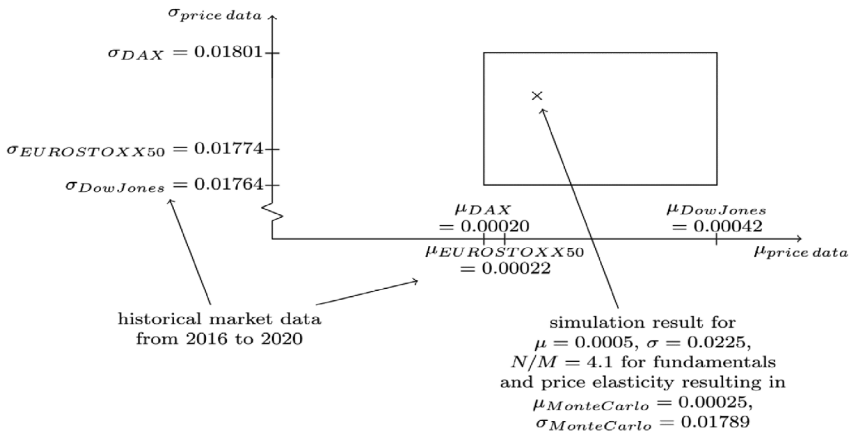 σ_price data
σ_DAX = 0.01801
σ_EUROSTOXX50 = 0.01774
σ_DowJones = 0.01764
μ_DAX
= 0.00020
μ_DowJones
= 0.00042
μ_EUROSTOXX50
= 0.00022
μ_price data
historical market data
from 2016 to 2020
simulation result for
μ = 0.0005, σ = 0.0225,
N/M = 4.1 for fundamentals
and price elasticity resulting in
μ_MonteCarlo = 0.00025,
σ_MonteCarlo = 0.01789